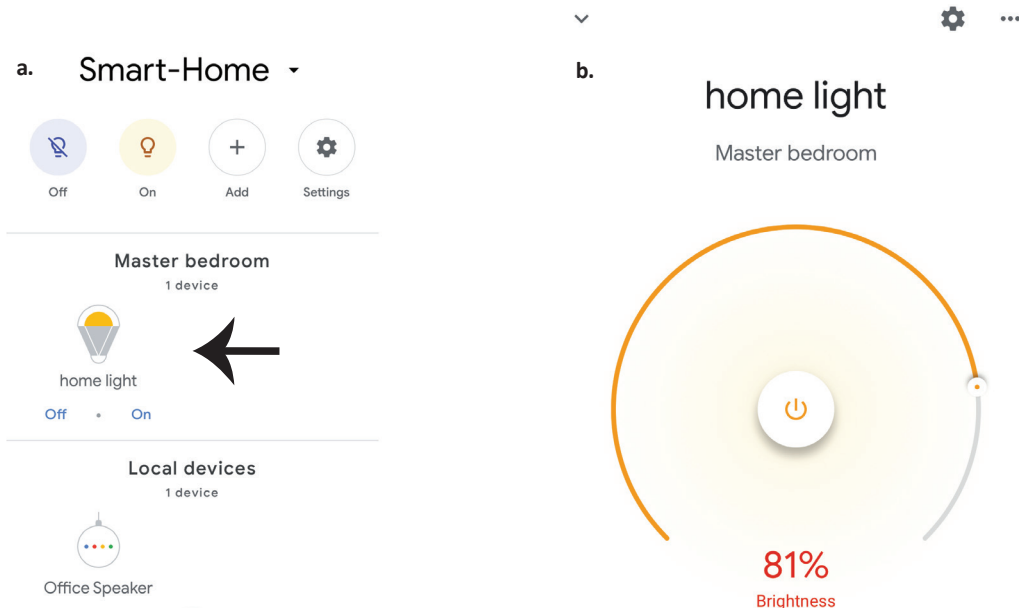 a.
Smart-Home
Off
On
Add
Settings
Master bedroom
1 device
home light
Off • On
Local devices
1 device
Office Speaker
b.
home light
Master bedroom
81%
Brightness